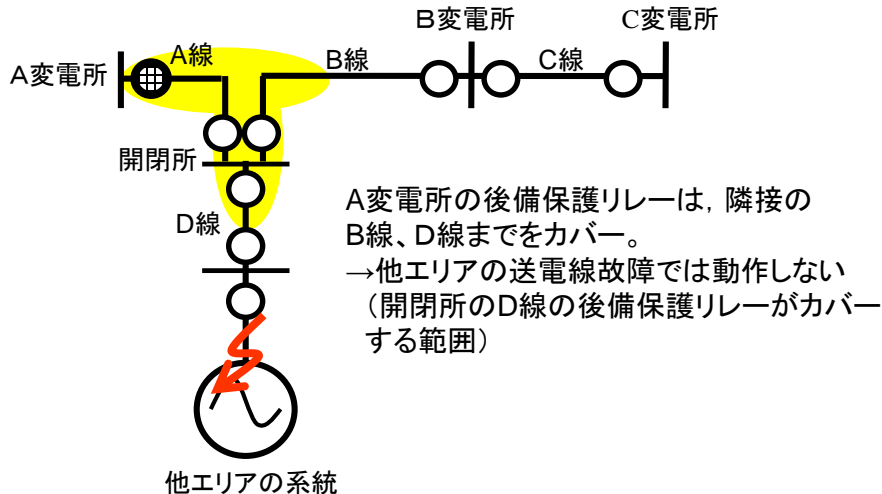 B変電所
C変電所
A線
B線
C線
A変電所
開閉所
D線
A変電所の後備保護リレーは，隣接の
B線、D線までをカバー。
→他エリアの送電線故障では動作しない
（開閉所のD線の後備保護リレーがカバー
する範囲）
他エリアの系統